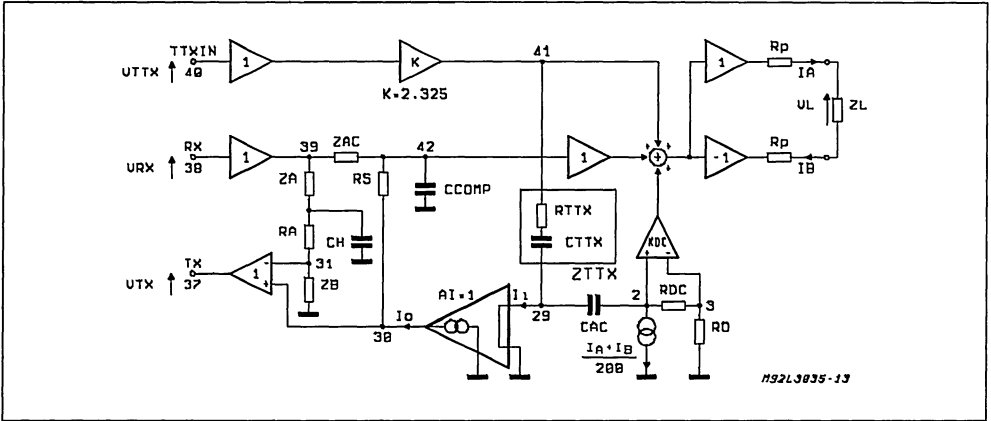 TTXIN
VTTX
40
1
K
K=2.325
41
1
Rp
IA
VL
ZL
RX
VRX
38
1
39
ZAC
42
1
+
+
+
+
-1
Rp
IB
ZA
RS
CCOMP
RTTX
CTTX
ZTTX
RA
CH
KDC
+ -
TX
VTX
37
1
-
+
31
ZB
AI=1
I1
29
CAC
2
RDC
3
RD
Io
30
IA+IB
200
M92L3035-13